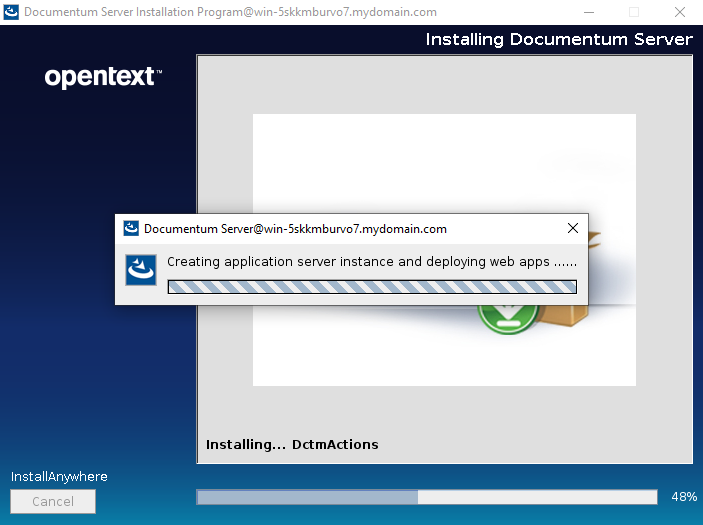 Documentum Server Installation Program@win-5skkmburvo7.mydomain.com
Installing Documentum Server
opentext™
Documentum Server@win-5skkmburvo7.mydomain.com
Creating application server instance and deploying web apps ......
Installing... DctmActions
InstallAnywhere
Cancel
48%